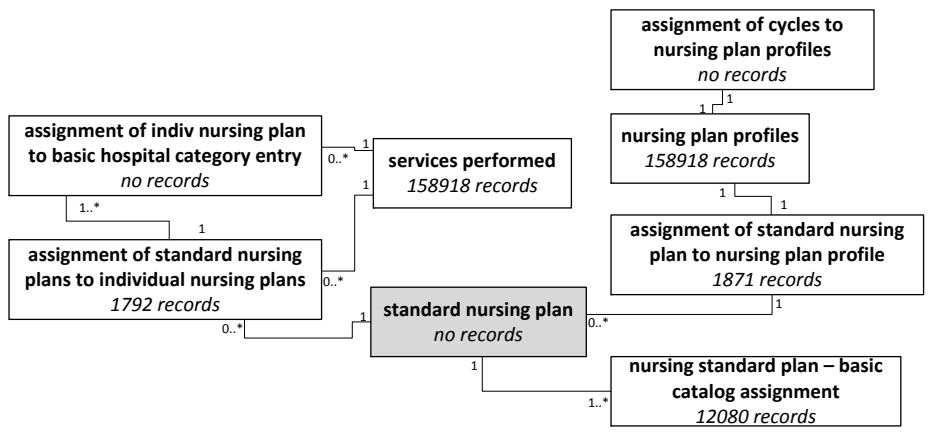 assignment of cycles to
nursing plan profiles
no records
1
1
nursing plan profiles
158918 records
1
1
assignment of indiv nursing plan
to basic hospital category entry
no records
0..*
1
services performed
158918 records
1
1..*
1
assignment of standard nursing
plans to individual nursing plans
1792 records
0..*
0..*
1
assignment of standard nursing
plan to nursing plan profile
1871 records
1
0..*
standard nursing plan
no records
1
1..*
nursing standard plan – basic
catalog assignment
12080 records